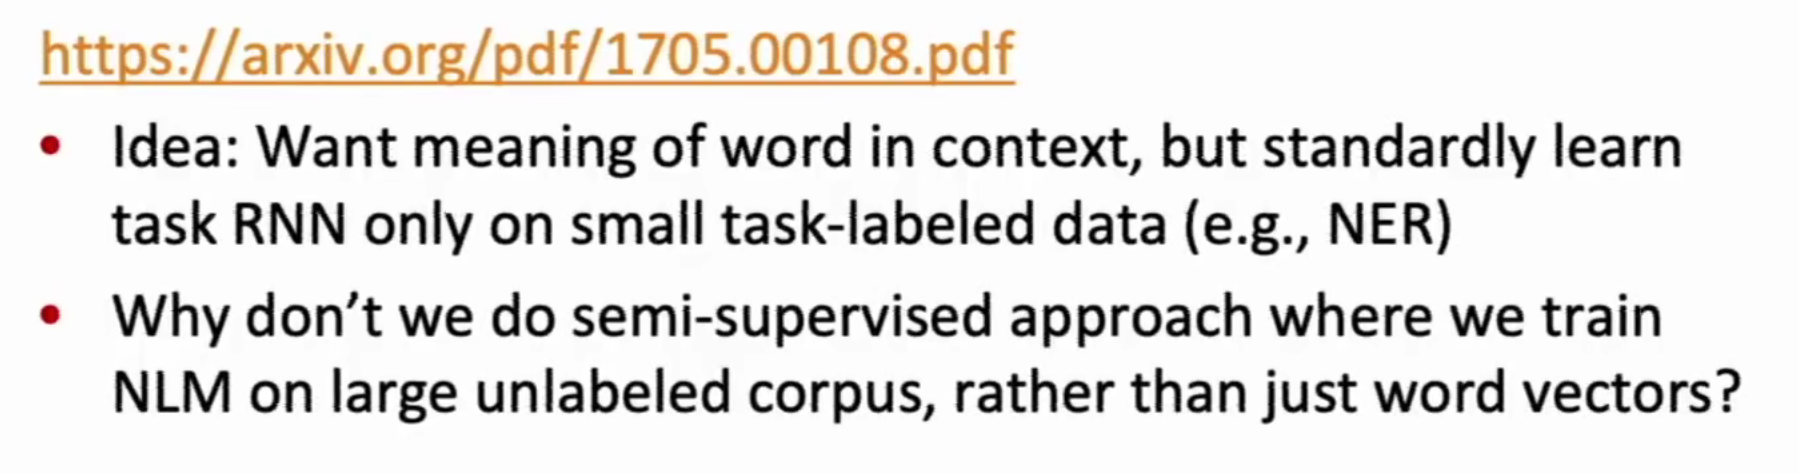 https://arxiv.org/pdf/1705.00108.pdf
• Idea: Want meaning of word in context, but standardly learn
task RNN only on small task-labeled data (e.g., NER)
• Why don’t we do semi-supervised approach where we train
NLM on large unlabeled corpus, rather than just word vectors?